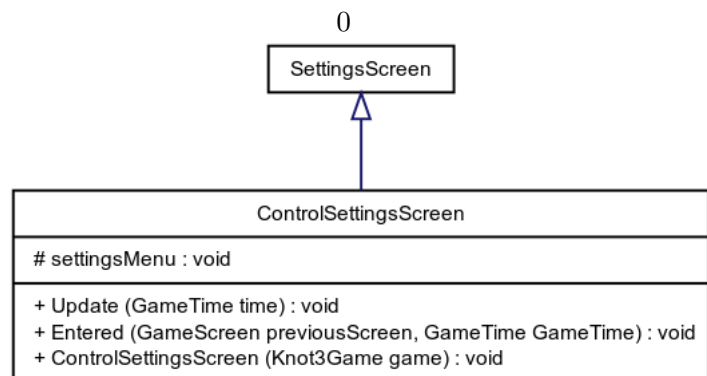 0
SettingsScreen
ControlSettingsScreen
# settingsMenu : void
+ Update (GameTime time) : void
+ Entered (GameScreen previousScreen, GameTime GameTime) : void
+ ControlSettingsScreen (Knot3Game game) : void